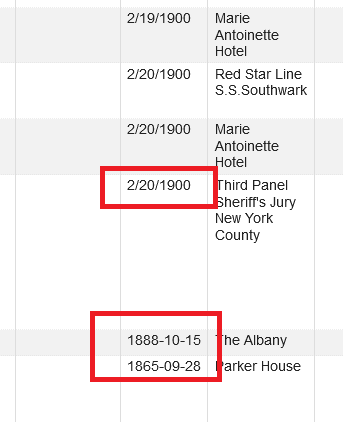 2/19/1900 Marie
Antoinette
Hotel
2/20/1900 Red Star Line
S.S.Southwark
2/20/1900 Marie
Antoinette
Hotel
2/20/1900 Third Panel
Sheriff's Jury
New York
County
1888-10-15 The Albany
1865-09-28 Parker House